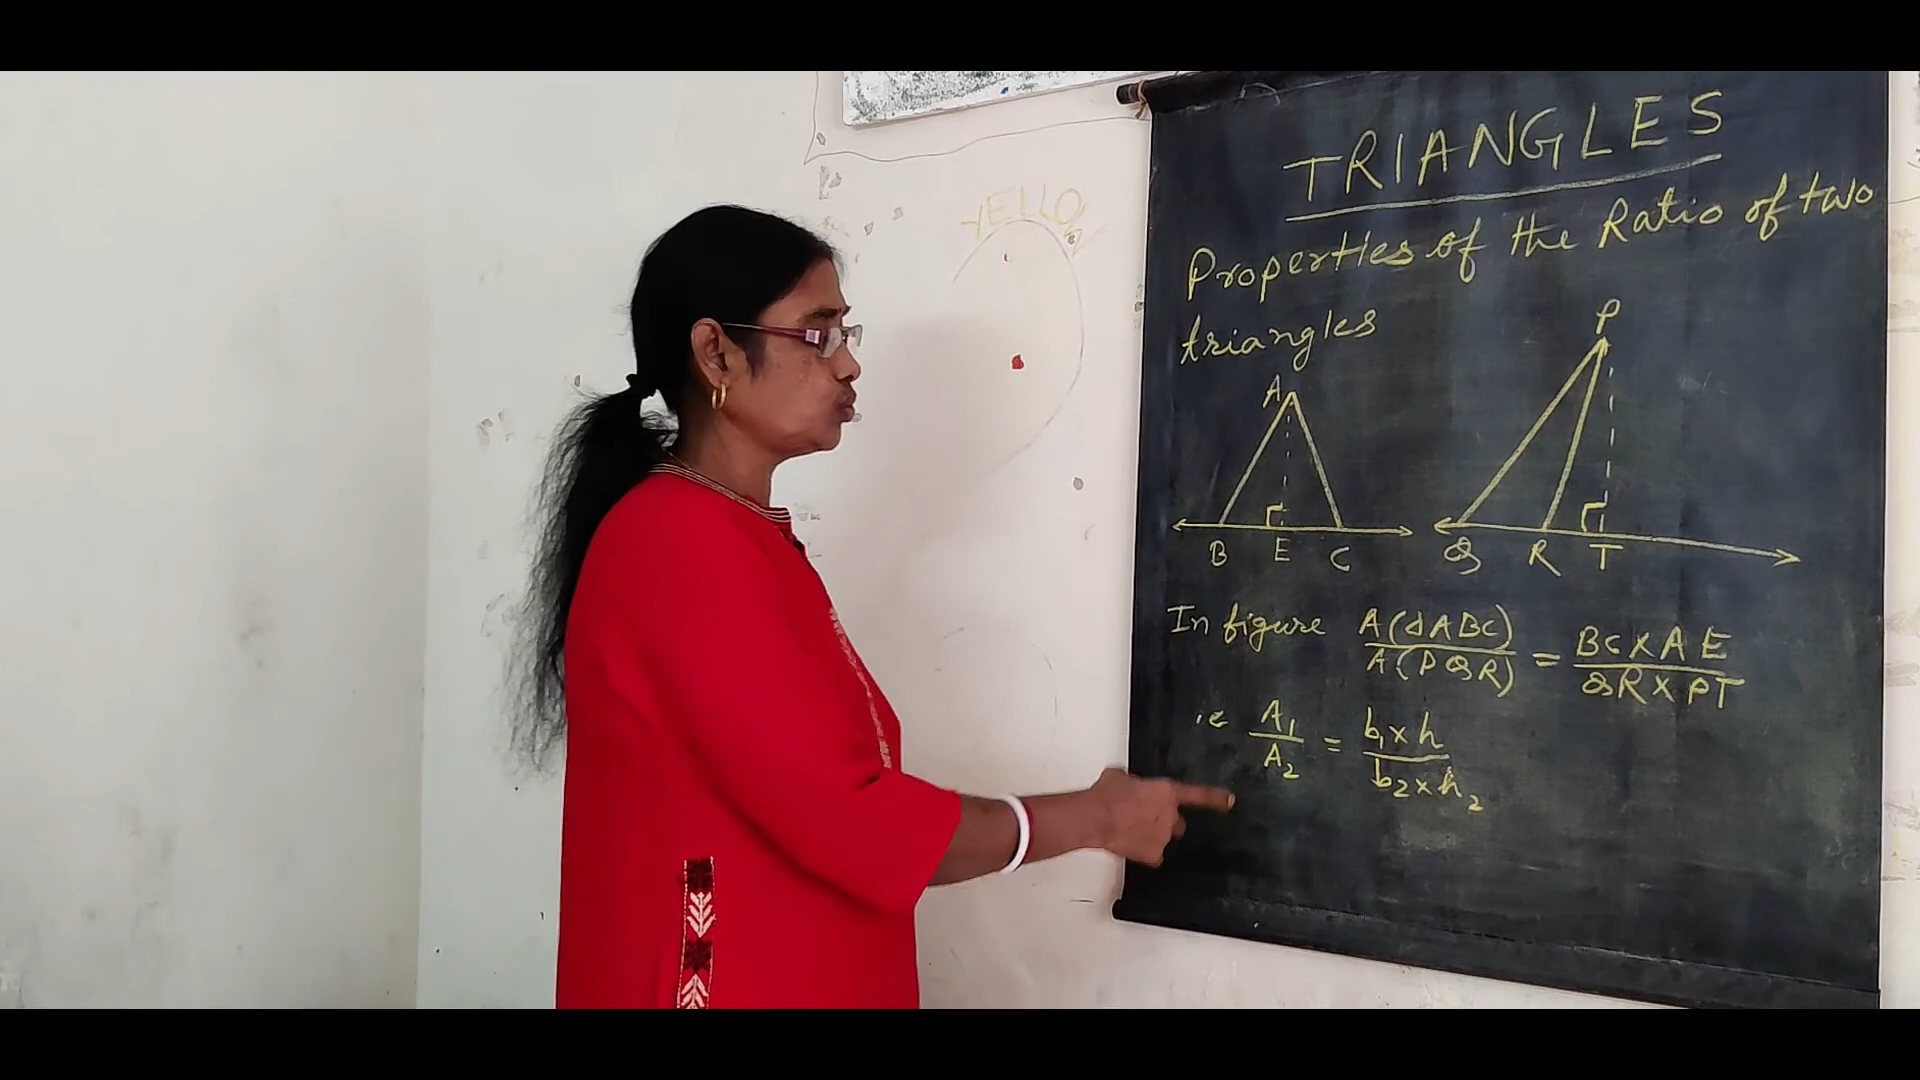 TRIANGLES
Properties of the Ratio of two
triangles
YELLO
P
A
B E C
Q R T
In figure A(ΔABC) / A(PQR) = BC X A E / QR X PT
i.e A₁ / A₂ = b₁ x h / b₂ x h₂